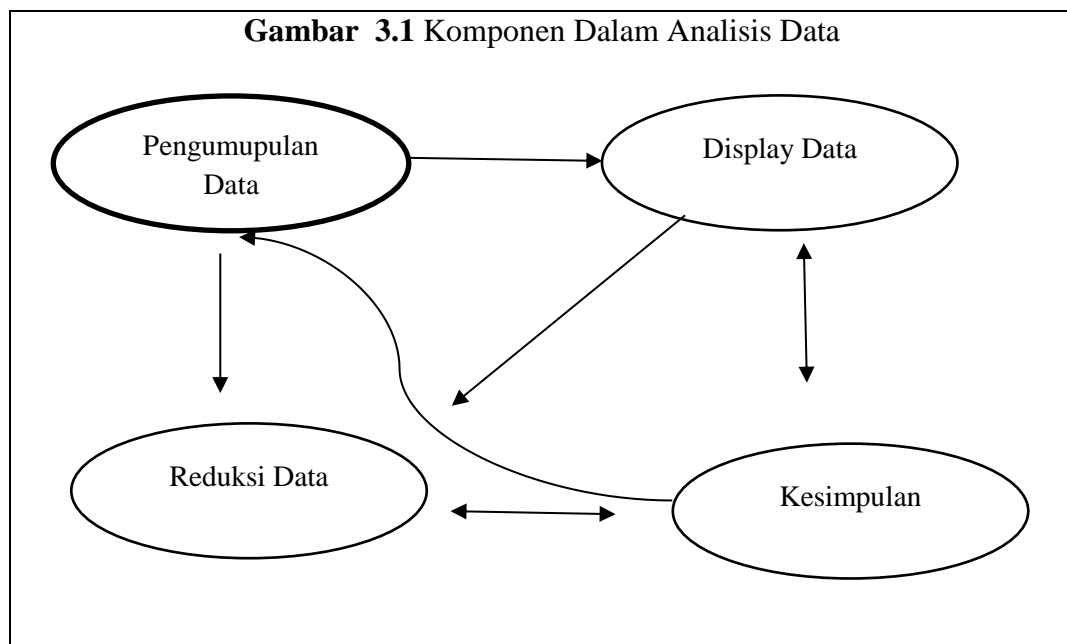 Gambar 3.1 Komponen Dalam Analisis Data
Pengumupulan
Data
Display Data
Reduksi Data
Kesimpulan